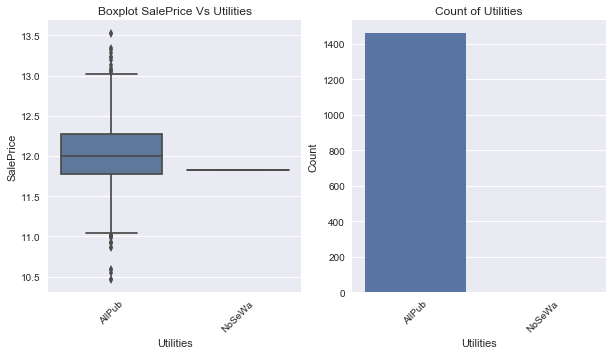 Boxplot SalePrice Vs Utilities
13.5
13.0
12.5
12.0
11.5
11.0
10.5
SalePrice
AllPub
NoSeWa
Utilities
Count of Utilities
1400
1200
1000
800
600
400
200
0
Count
AllPub
NoSeWa
Utilities